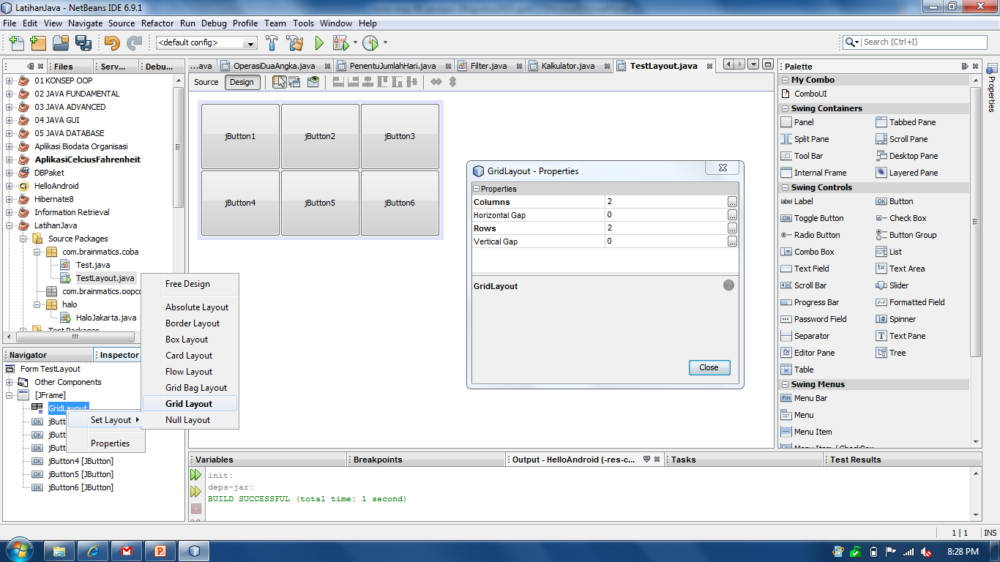 LatihanJava - NetBeans IDE 6.9.1
File Edit View Navigate Source Refactor Run Debug Profile Team Tools Window Help
<default config>
Search (Ctrl+I)
Files
Serv...
Debu...
01 KONSEP OOP
02 JAVA FUNDAMENTAL
03 JAVA ADVANCED
04 JAVA GUI
05 JAVA DATABASE
Aplikasi Biodata Organisasi
AplikasiCelciusFahrenheit
DBPaket
HelloAndroid
Hibernate8
Information Retrieval
LatihanJava
Source Packages
com.brainmatics.coba
Test.java
TestLayout.java
com.brainmatics.oopcc
halo
HaloJakarta.java
Test Packages
Navigator
Inspector
Form TestLayout
Other Components
[JFrame]
GridLayout
jButt
jButt
jButt
jButton4 [JButton]
jButton5 [JButton]
jButton6 [JButton]
Set Layout
Properties
Free Design
Absolute Layout
Border Layout
Box Layout
Card Layout
Flow Layout
Grid Bag Layout
Grid Layout
Null Layout
...ava
OperasiDuaAngka.java
PenentuJumlahHari.java
Filter.java
Kalkulator.java
TestLayout.java
Source
Design
jButton1 jButton2 jButton3
jButton4 jButton5 jButton6
GridLayout - Properties
Properties
Columns 2 ...
Horizontal Gap 0 ...
Rows 2 ...
Vertical Gap 0 ...
GridLayout
?
Close
Palette
My Combo
ComboUI
Swing Containers
Panel Tabbed Pane
Split Pane Scroll Pane
Tool Bar Desktop Pane
Internal Frame Layered Pane
Swing Controls
label Label OK Button
ON Toggle Button Check Box
Radio Button Button Group
Combo Box List
Text Field Text Area
Scroll Bar Slider
Progress Bar Formatted Field
Password Field Spinner
Separator T Text Pane
Editor Pane Tree
Table
Swing Menus
File Menu Bar
Menu
Menu Item
Menu Item / CheckBox
Properties
Variables
Breakpoints
Output - HelloAndroid (-res-c...
Tasks
Test Results
init:
deps-jar:
BUILD SUCCESSFUL (total time: 1 second)
1 | 1 INS
8:28 PM